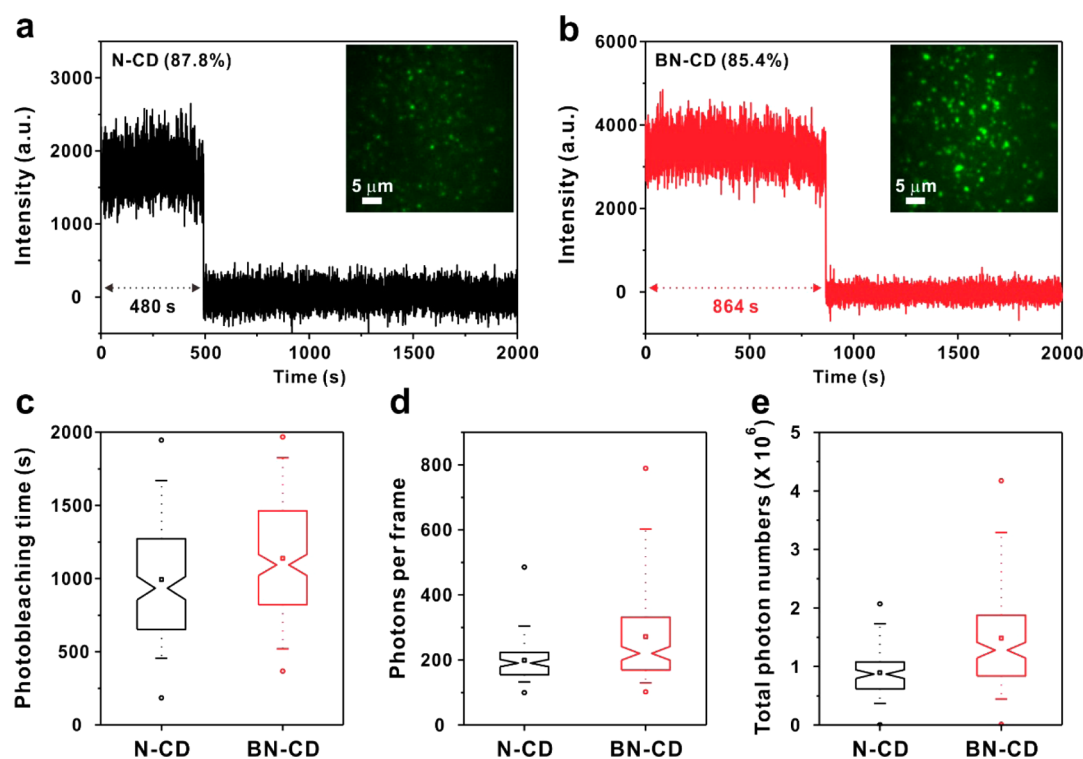 a
N-CD (87.8%)
5 μm
Intensity (a.u.)
3000
2000
1000
0
480 s
0
500
1000
1500
2000
Time (s)
b
BN-CD (85.4%)
5 μm
Intensity (a.u.)
6000
4000
2000
0
864 s
0
500
1000
1500
2000
Time (s)
c
Photobleaching time (s)
2000
1500
1000
500
0
N-CD
BN-CD
d
Photons per frame
800
600
400
200
0
N-CD
BN-CD
e
Total photon numbers (X 10⁶)
5
4
3
2
1
0
N-CD
BN-CD